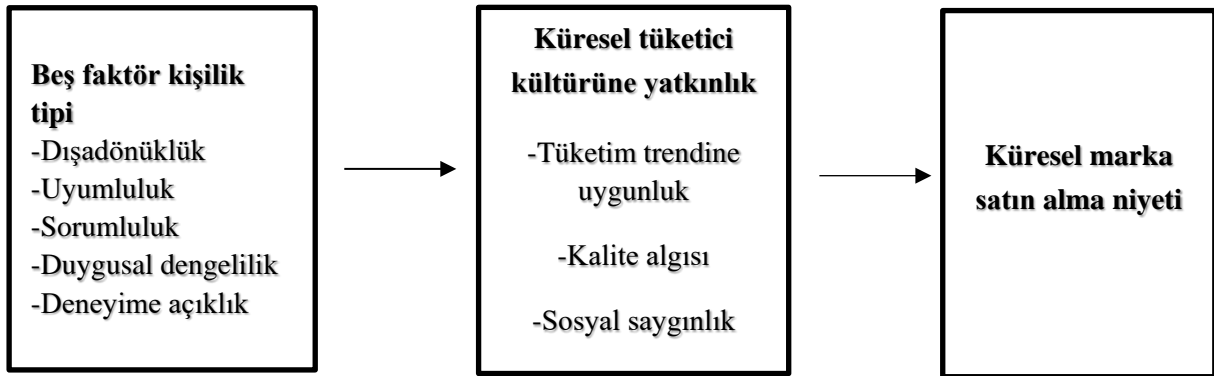 Beş faktör kişilik
tipi
-Dışadönüklük
-Uyumluluk
-Sorumluluk
-Duygusal dengelilik
-Deneyime açıklık
Küresel tüketici
kültürüne yatkınlık
-Tüketim trendine
uygunluk
-Kalite algısı
-Sosyal saygınlık
Küresel marka
satın alma niyeti